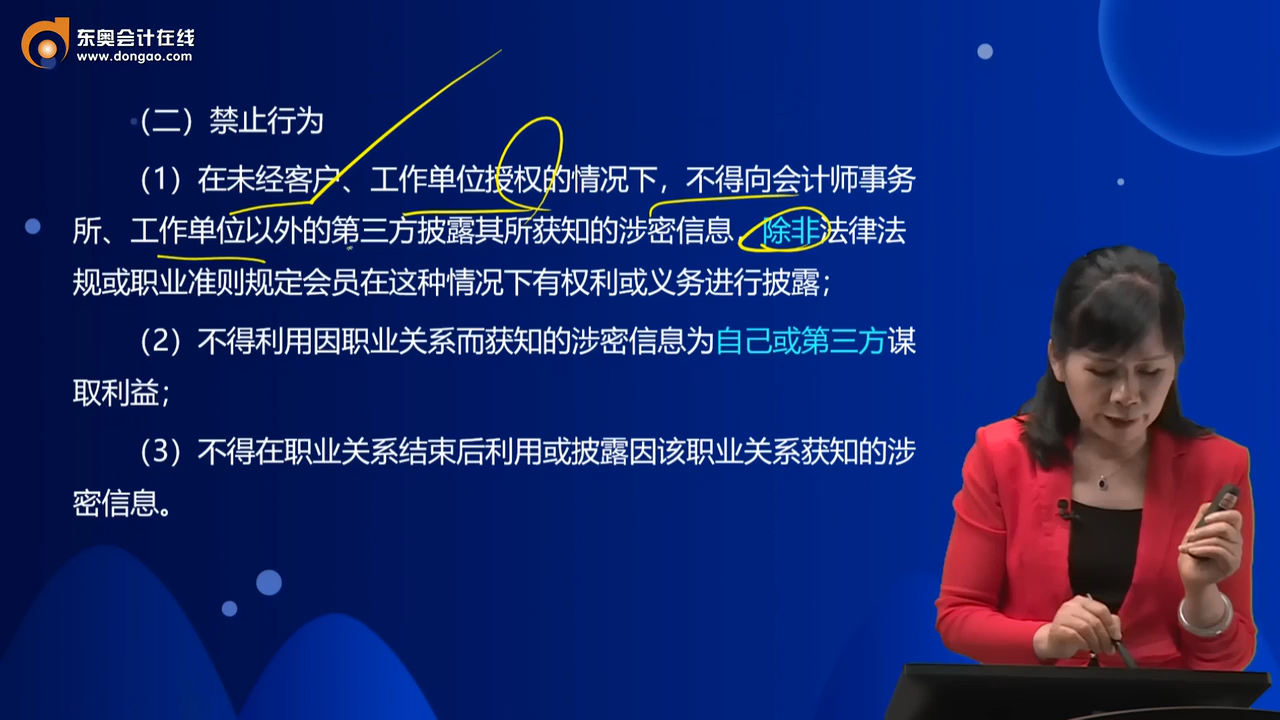 东奥会计在线
www.dongao.com
（二）禁止行为
（1）在未经客户、工作单位授权的情况下，不得向会计师事务
所、工作单位以外的第三方披露其所获知的涉密信息，除非法律法
规或职业准则规定会员在这种情况下有权利或义务进行披露；
（2）不得利用因职业关系而获知的涉密信息为自己或第三方谋
取利益；
（3）不得在职业关系结束后利用或披露因该职业关系获知的涉
密信息。